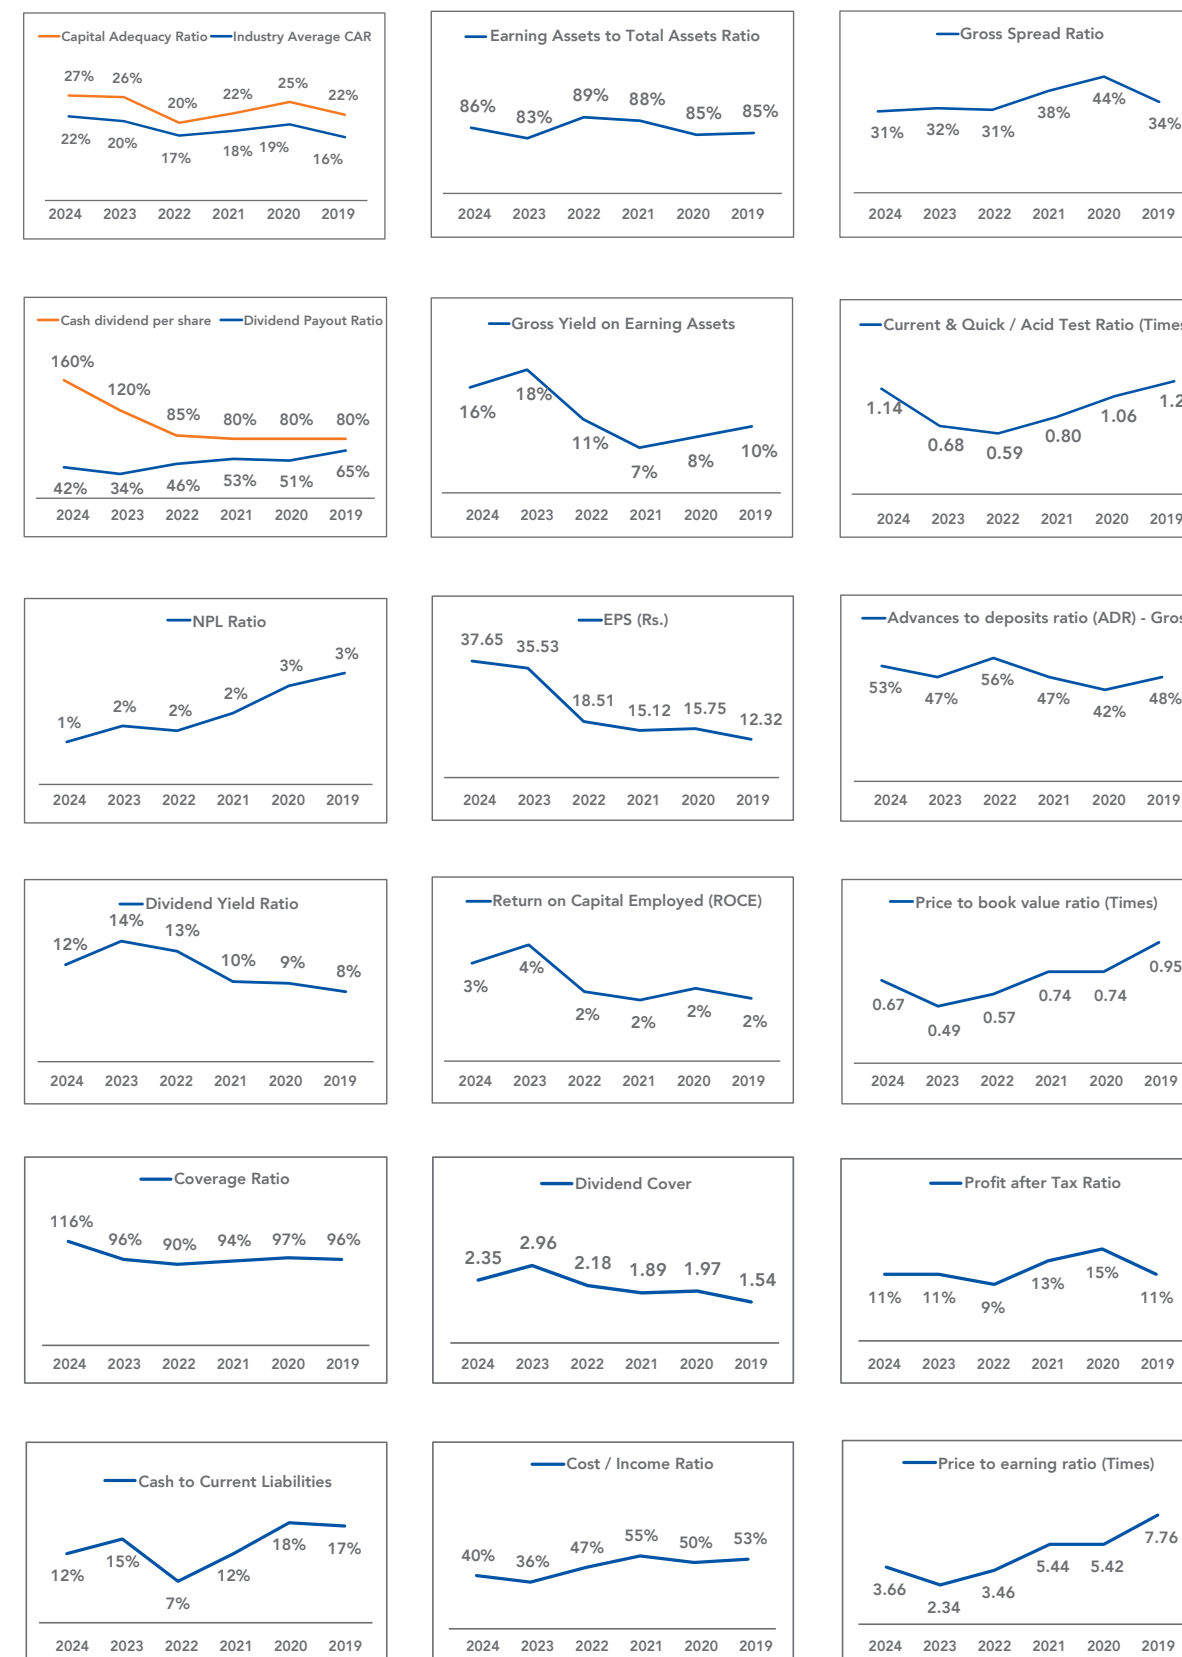 Capital Adequacy Ratio Industry Average CAR
27% 26% 20% 22% 25% 22%
22% 20% 17% 18% 19% 16%
2024 2023 2022 2021 2020 2019
Earning Assets to Total Assets Ratio
86% 83% 89% 88% 85% 85%
2024 2023 2022 2021 2020 2019
Gross Spread Ratio
31% 32% 31% 38% 44% 34%
2024 2023 2022 2021 2020 2019
Cash dividend per share Dividend Payout Ratio
160% 120% 85% 80% 80% 80%
42% 34% 46% 53% 51% 65%
2024 2023 2022 2021 2020 2019
Gross Yield on Earning Assets
16% 18% 11% 7% 8% 10%
2024 2023 2022 2021 2020 2019
Current & Quick / Acid Test Ratio (Times
1.14 0.68 0.59 0.80 1.06 1.2
2024 2023 2022 2021 2020 2019
NPL Ratio
1% 2% 2% 2% 3% 3%
2024 2023 2022 2021 2020 2019
EPS (Rs.)
37.65 35.53 18.51 15.12 15.75 12.32
2024 2023 2022 2021 2020 2019
Advances to deposits ratio (ADR) - Gros
53% 47% 56% 47% 42% 48%
2024 2023 2022 2021 2020 2019
Dividend Yield Ratio
12% 14% 13% 10% 9% 8%
2024 2023 2022 2021 2020 2019
Return on Capital Employed (ROCE)
3% 4% 2% 2% 2% 2%
2024 2023 2022 2021 2020 2019
Price to book value ratio (Times)
0.67 0.49 0.57 0.74 0.74 0.95
2024 2023 2022 2021 2020 2019
Coverage Ratio
116% 96% 90% 94% 97% 96%
2024 2023 2022 2021 2020 2019
Dividend Cover
2.35 2.96 2.18 1.89 1.97 1.54
2024 2023 2022 2021 2020 2019
Profit after Tax Ratio
11% 11% 9% 13% 15% 11%
2024 2023 2022 2021 2020 2019
Cash to Current Liabilities
12% 15% 7% 12% 18% 17%
2024 2023 2022 2021 2020 2019
Cost / Income Ratio
40% 36% 47% 55% 50% 53%
2024 2023 2022 2021 2020 2019
Price to earning ratio (Times)
3.66 2.34 3.46 5.44 5.42 7.76
2024 2023 2022 2021 2020 2019